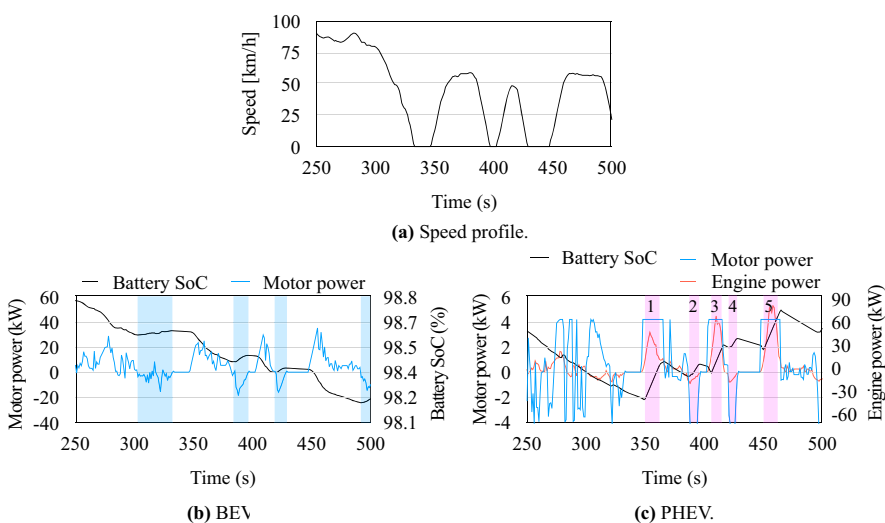 100
75
50
25
0
Speed [km/h]
250 300 350 400 450 500
Time (s)
(a) Speed profile.
Battery SoC Motor power
60
40
20
0
-20
-40
Motor power (kW)
98.8
98.7
98.5
98.4
98.2
98.1
Battery SoC (%)
250 300 350 400 450 500
Time (s)
(b) BEV
Battery SoC Motor power
Engine power
6
4
2
0
-2
-4
Motor power (kW)
1 2 3 4 5
90
60
30
0
-30
-60
Engine power (kW)
250 300 350 400 450 500
Time (s)
(c) PHEV.